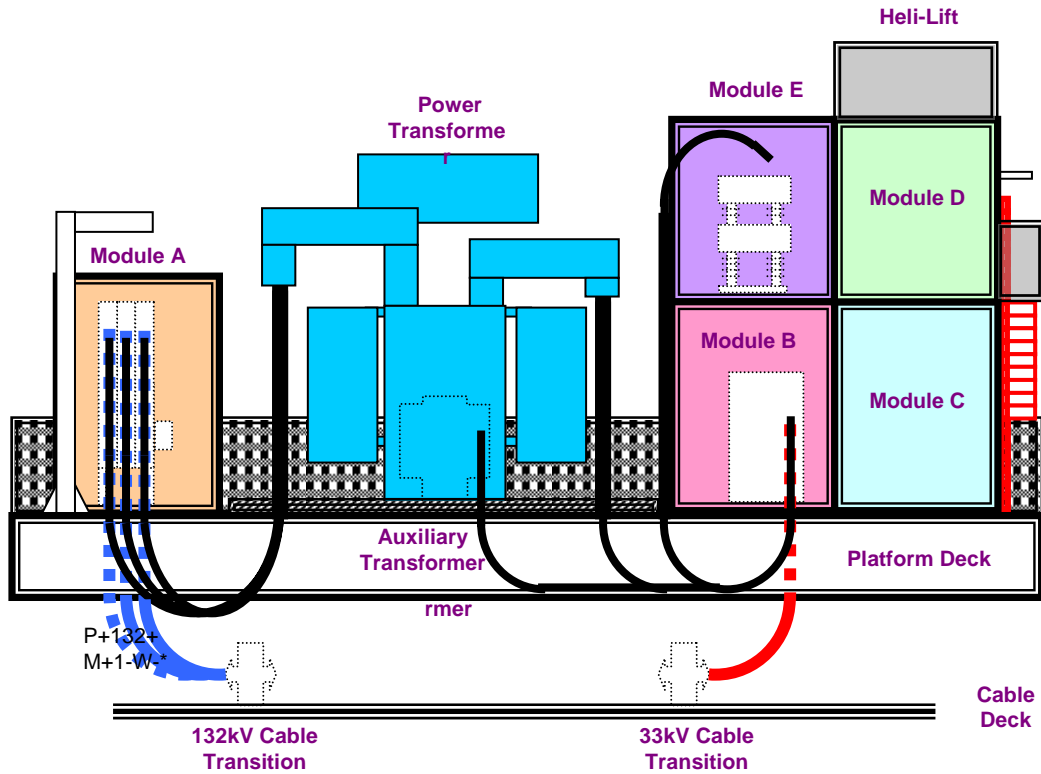 Heli-Lift
Module E
Power
Transforme
r
Module D
Module A
Module B
Module C
Auxiliary
Transformer
Platform Deck
rmer
P+132+
M+1-W-*
Cable
Deck
132kV Cable
Transition
33kV Cable
Transition